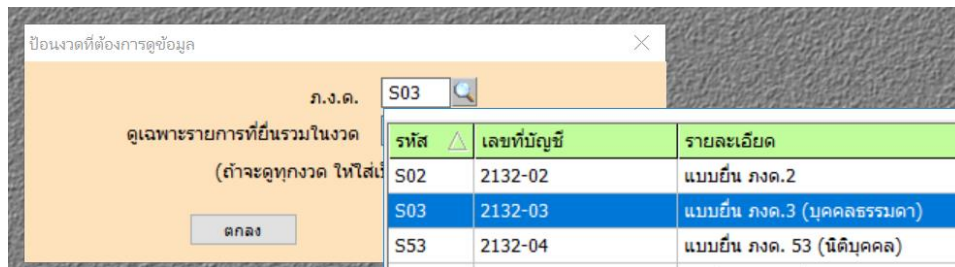 ป้อนงวดที่ต้องการดูข้อมูล
ภ.ง.ด. S03
ดูเฉพาะรายการที่ยื่นรวมในงวด
(ถ้าจะดูทุกงวด ให้ใส่เ
ตกลง
รหัส เลขที่บัญชี รายละเอียด
S02 2132-02 แบบยื่น ภงด.2
S03 2132-03 แบบยื่น ภงด.3 (บุคคลธรรมดา)
S53 2132-04 แบบยื่น ภงด. 53 (นิติบุคคล)